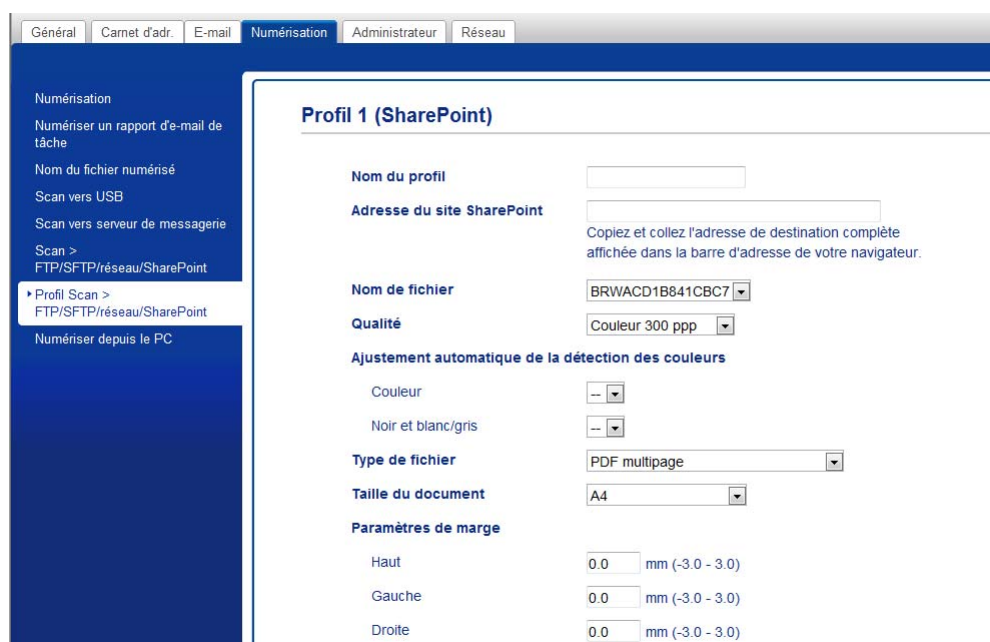 Général Carnet d'adr. E-mail Numérisation Administrateur Réseau
Numérisation
Numériser un rapport d'e-mail de
tâche
Nom du fichier numérisé
Scan vers USB
Scan vers serveur de messagerie
Scan >
FTP/SFTP/réseau/SharePoint
Profil Scan >
FTP/SFTP/réseau/SharePoint
Numériser depuis le PC
Profil 1 (SharePoint)
Nom du profil
Adresse du site SharePoint
Copiez et collez l'adresse de destination complète
affichée dans la barre d'adresse de votre navigateur.
Nom de fichier BRWACD1B841CBC7
Qualité Couleur 300 ppp
Ajustement automatique de la détection des couleurs
Couleur --
Noir et blanc/gris --
Type de fichier PDF multipage
Taille du document A4
Paramètres de marge
Haut 0.0 mm (-3.0 - 3.0)
Gauche 0.0 mm (-3.0 - 3.0)
Droite 0.0 mm (-3.0 - 3.0)